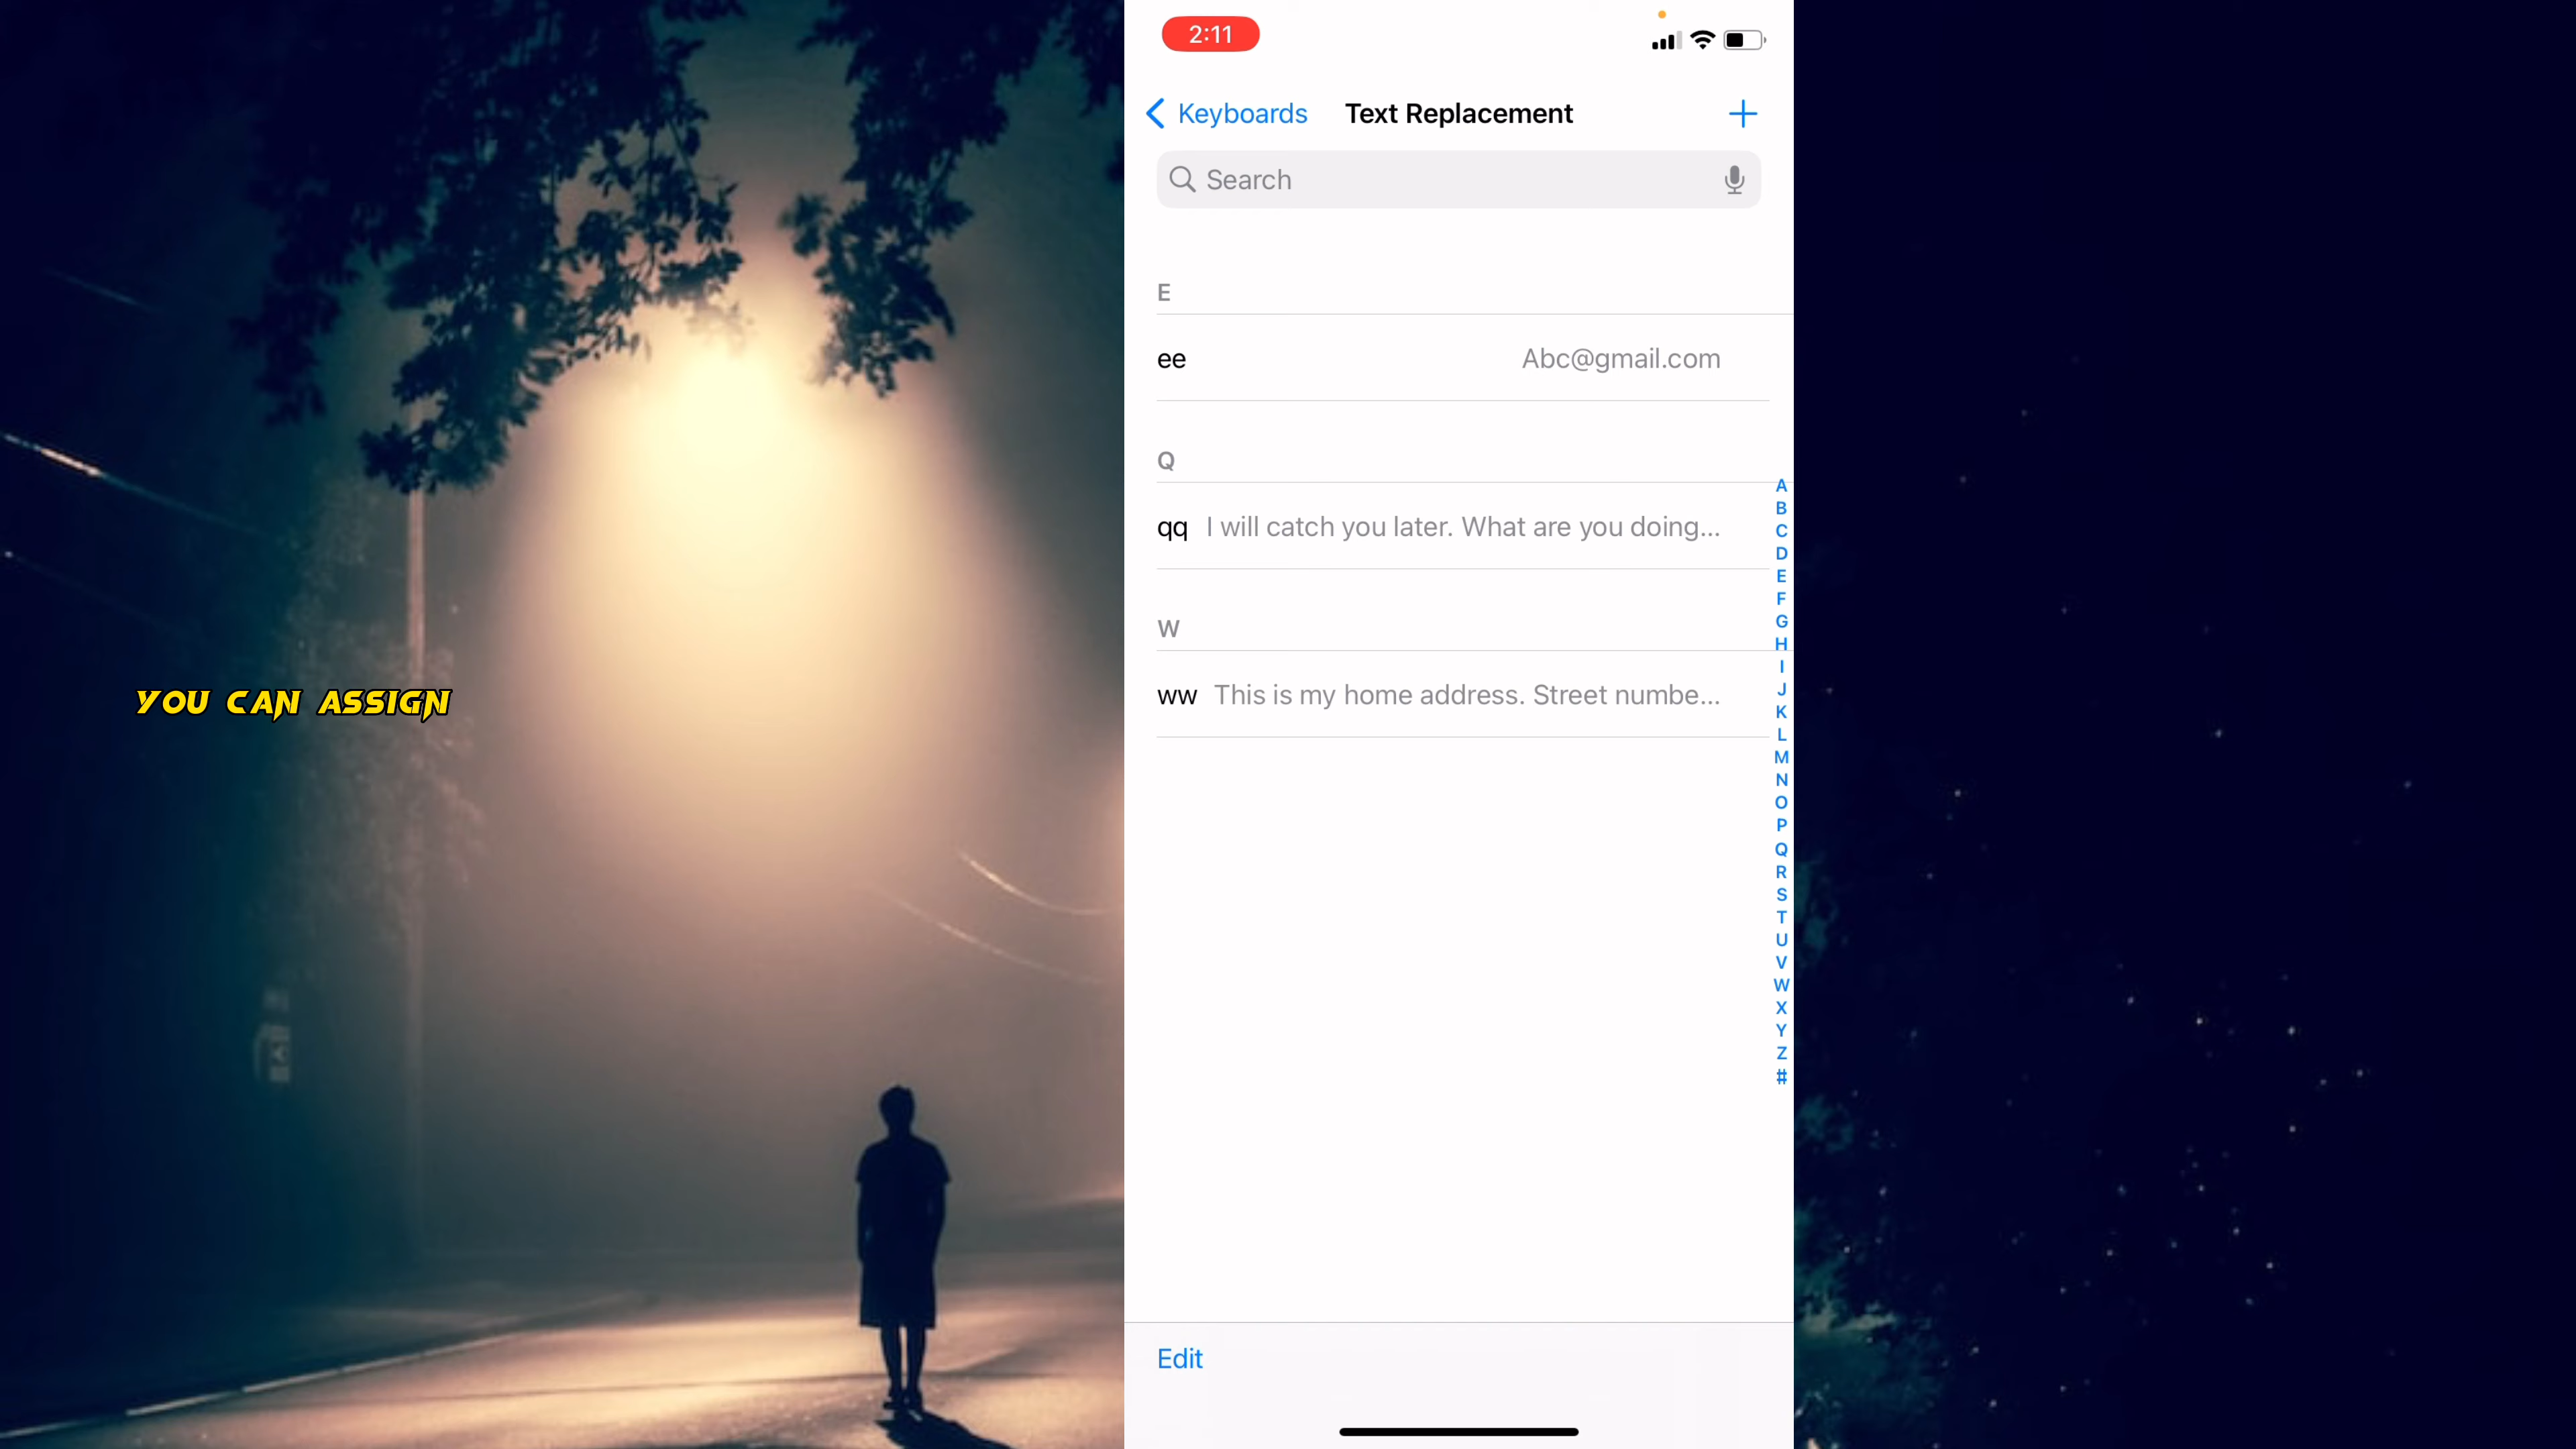 YOU CAN ASSIGN
2:11
Keyboards Text Replacement +
Search
E
ee Abc@gmail.com
Q
qq I will catch you later. What are you doing...
W
ww This is my home address. Street numbe...
A
B
C
D
E
F
G
H
I
J
K
L
M
N
O
P
Q
R
S
T
U
V
W
X
Y
Z
#
Edit